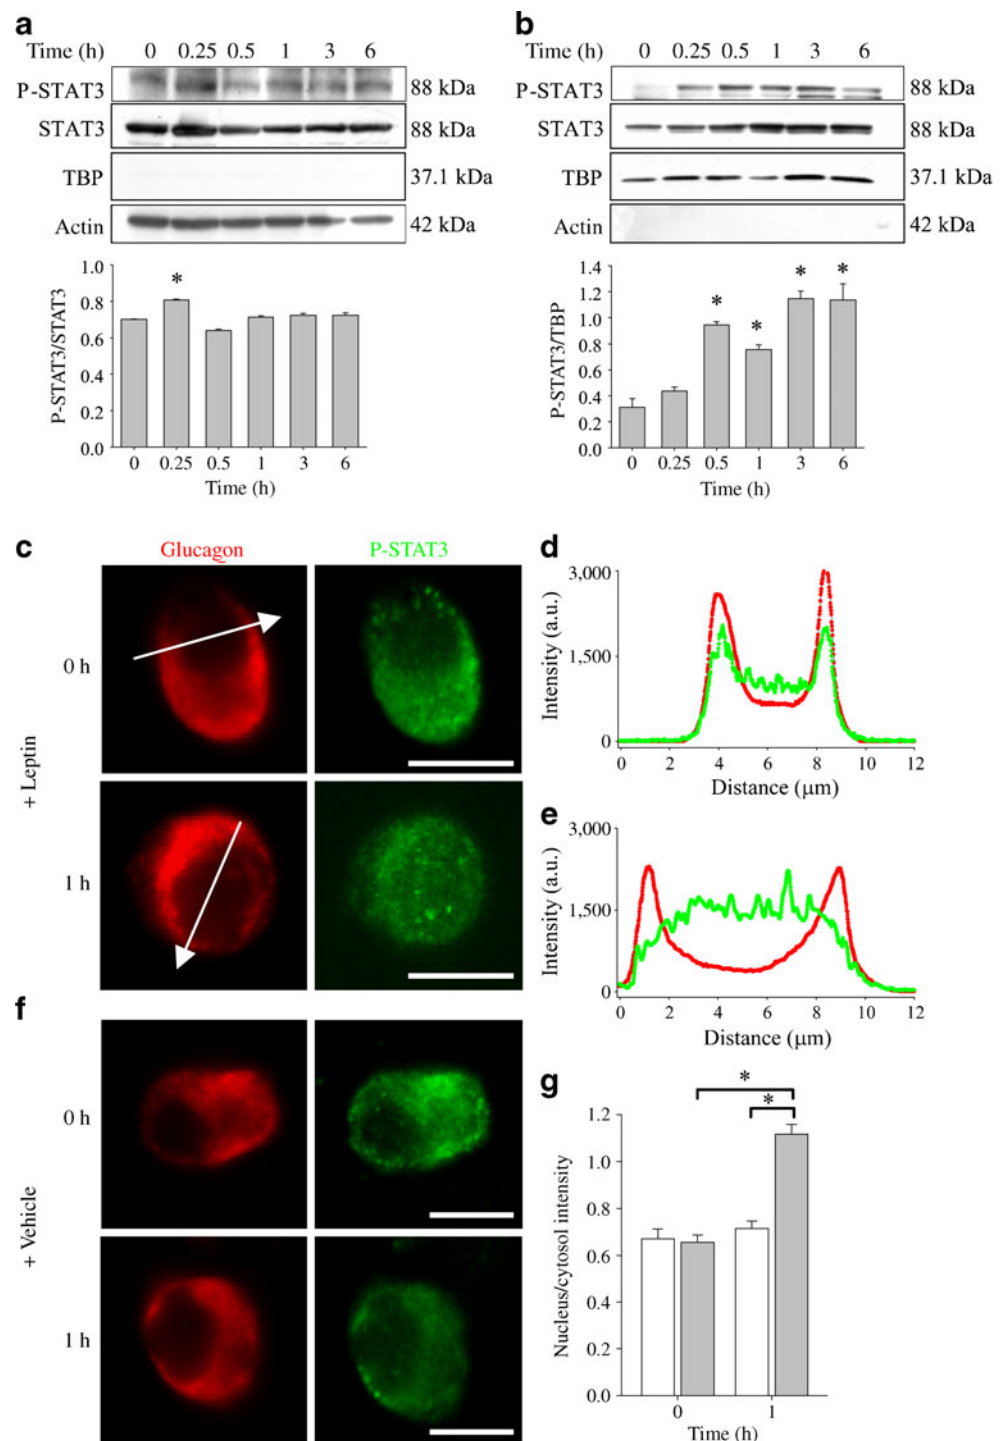 a
Time (h) 0 0.25 0.5 1 3 6
P-STAT3 88 kDa
STAT3 88 kDa
TBP 37.1 kDa
Actin 42 kDa
1.0
0.8
0.6
0.4
0.2
0.0
P-STAT3/STAT3
*
0 0.25 0.5 1 3 6
Time (h)
b
Time (h) 0 0.25 0.5 1 3 6
P-STAT3 88 kDa
STAT3 88 kDa
TBP 37.1 kDa
Actin 42 kDa
1.4
1.2
1.0
0.8
0.6
0.4
0.2
0.0
P-STAT3/TBP
* * * *
0 0.25 0.5 1 3 6
Time (h)
c
Glucagon P-STAT3
0 h
+ Leptin
1 h
d
3,000
1,500
0
Intensity (a.u.)
0 2 4 6 8 10 12
Distance (μm)
e
3,000
1,500
0
Intensity (a.u.)
0 2 4 6 8 10 12
Distance (μm)
f
0 h
+ Vehicle
1 h
g
*
*
1.2
1.0
0.8
0.6
0.4
0.2
0.0
Nucleus/cytosol intensity
0 1
Time (h)